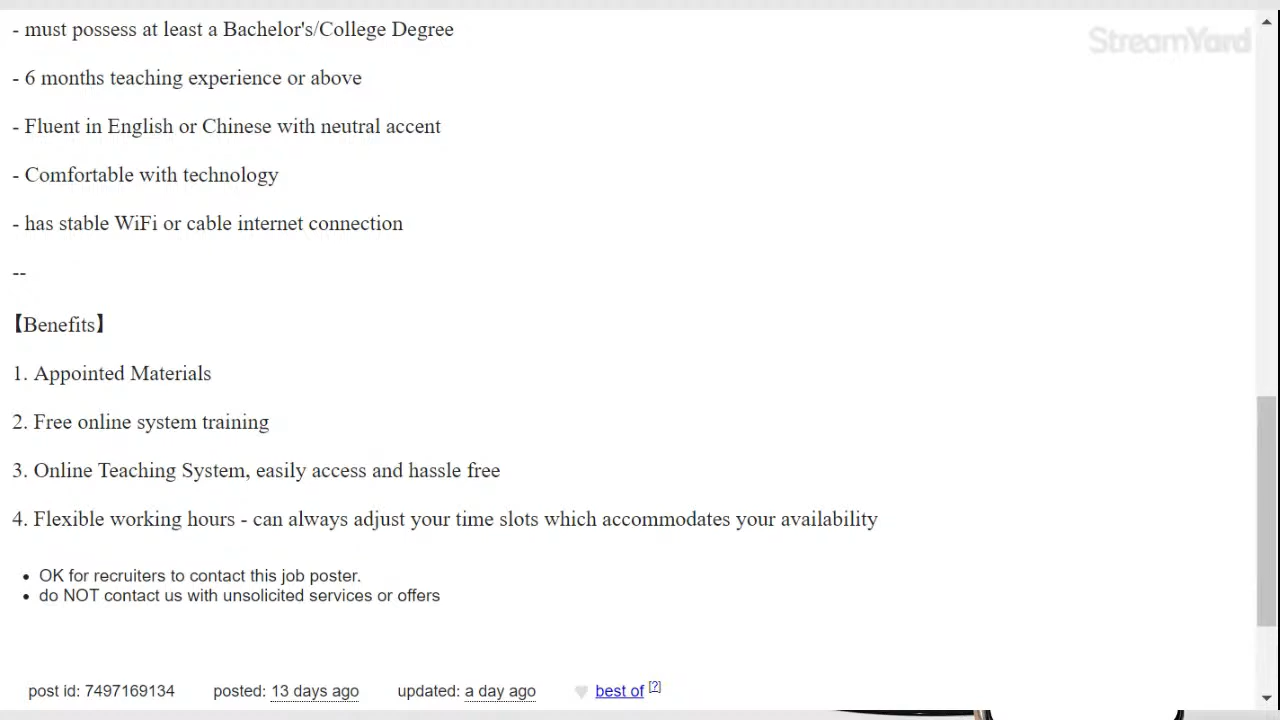 StreamYard
- must possess at least a Bachelor's/College Degree
- 6 months teaching experience or above
- Fluent in English or Chinese with neutral accent
- Comfortable with technology
- has stable WiFi or cable internet connection
--
【Benefits】
1. Appointed Materials
2. Free online system training
3. Online Teaching System, easily access and hassle free
4. Flexible working hours - can always adjust your time slots which accommodates your availability
• OK for recruiters to contact this job poster.
• do NOT contact us with unsolicited services or offers
post id: 7497169134 posted: 13 days ago updated: a day ago best of [?]